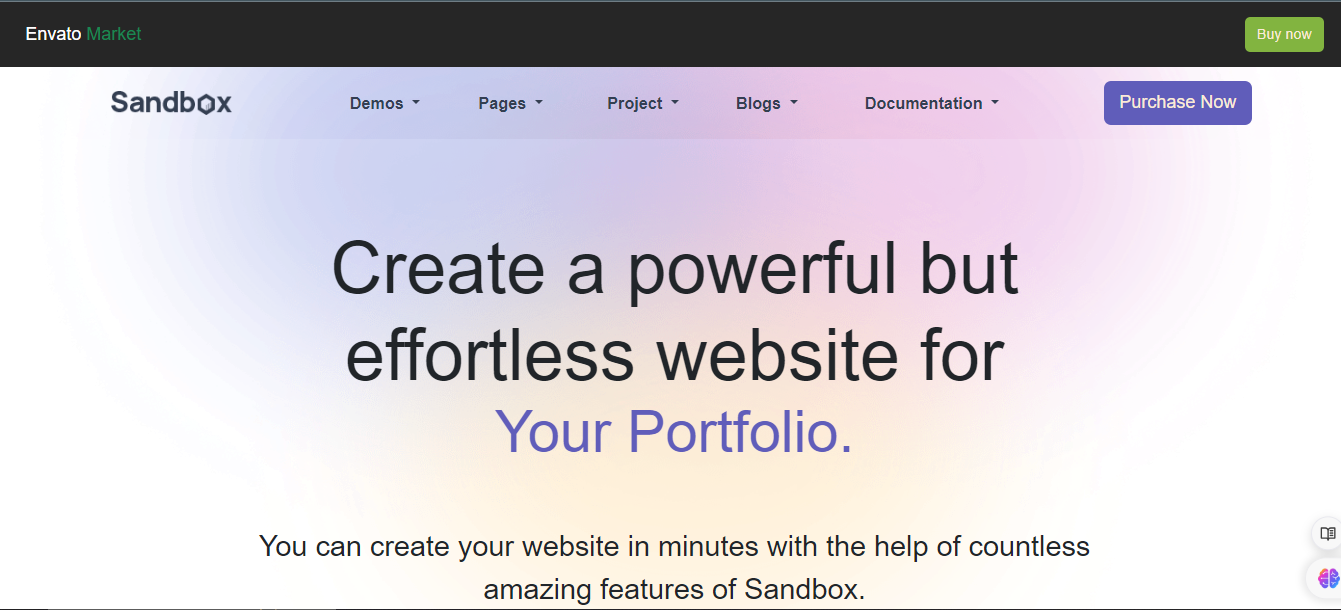 Envato Market
Buy now
Sandbox
Demos
Pages
Project
Blogs
Documentation
Purchase Now
Create a powerful but
effortless website for
Your Portfolio.
You can create your website in minutes with the help of countless
amazing features of Sandbox.